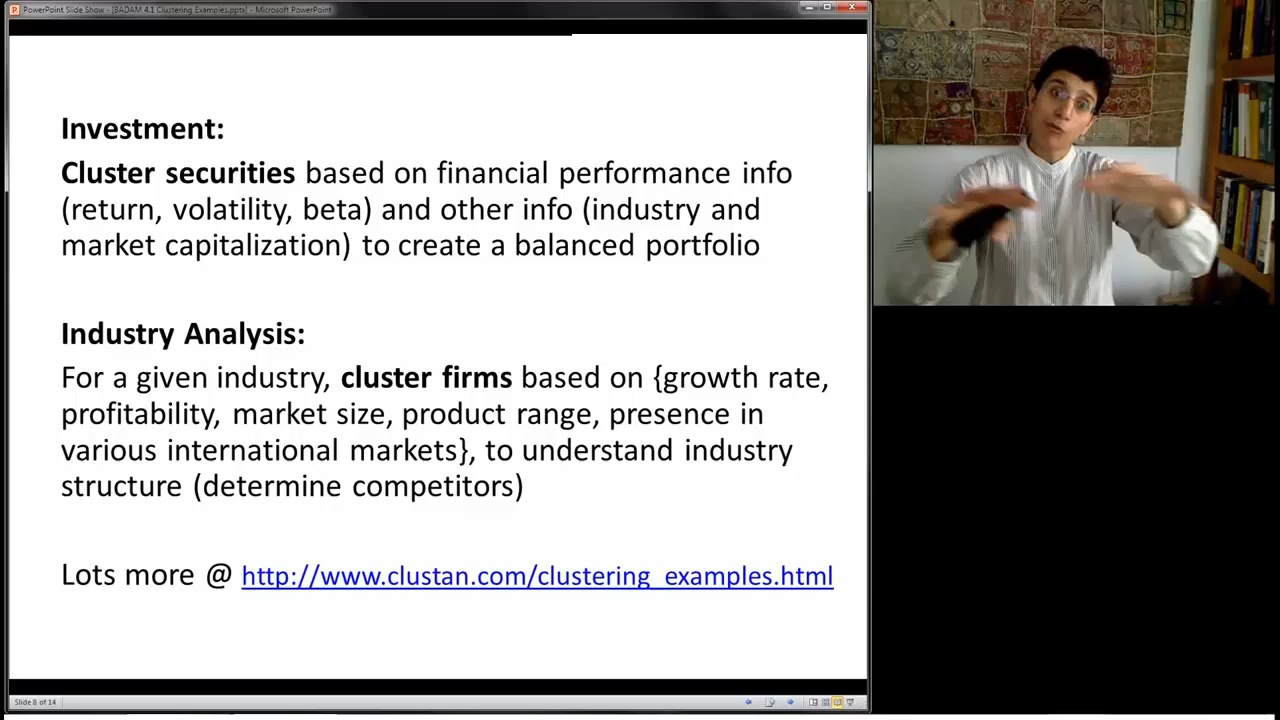 PowerPoint Slide Show - [BADAM 4.1 Clustering Examples.pptx] - Microsoft PowerPoint
Investment:
Cluster securities based on financial performance info
(return, volatility, beta) and other info (industry and
market capitalization) to create a balanced portfolio
Industry Analysis:
For a given industry, cluster firms based on {growth rate,
profitability, market size, product range, presence in
various international markets}, to understand industry
structure (determine competitors)
Lots more @ http://www.clustan.com/clustering_examples.html
Slide 8 of 14